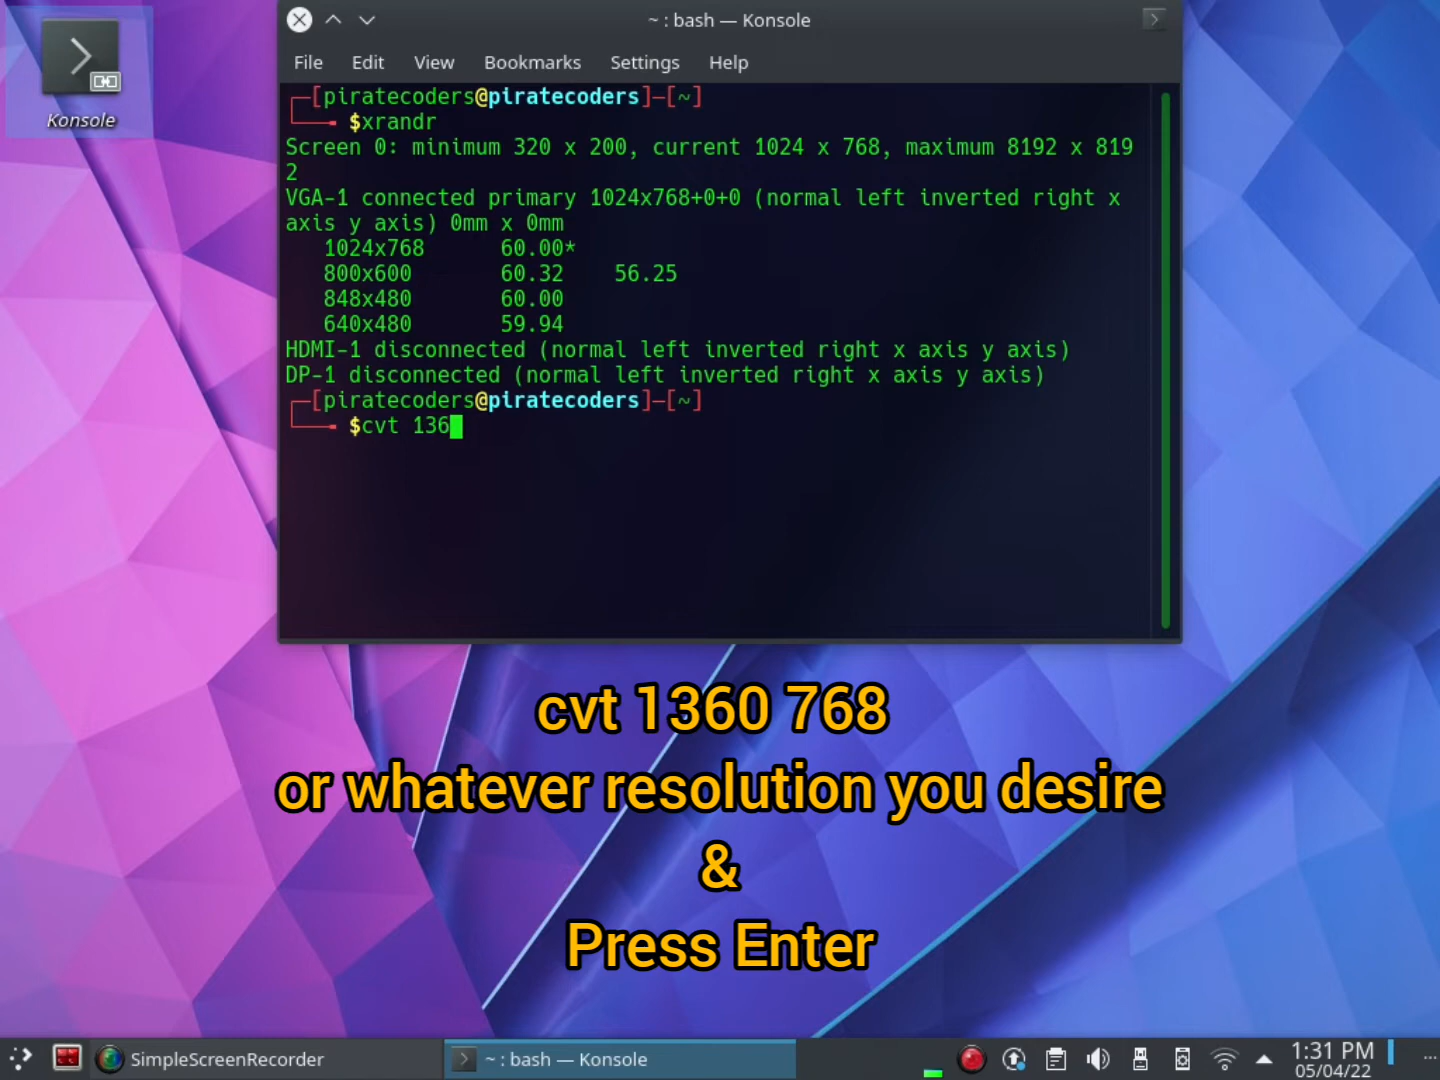 Konsole
~ : bash — Konsole
File Edit View Bookmarks Settings Help
┌─[piratecoders@piratecoders]─[~]
└──╼ $xrandr
Screen 0: minimum 320 x 200, current 1024 x 768, maximum 8192 x 819
2
VGA-1 connected primary 1024x768+0+0 (normal left inverted right x
axis y axis) 0mm x 0mm
1024x768 60.00*
800x600 60.32 56.25
848x480 60.00
640x480 59.94
HDMI-1 disconnected (normal left inverted right x axis y axis)
DP-1 disconnected (normal left inverted right x axis y axis)
┌─[piratecoders@piratecoders]─[~]
└──╼ $cvt 136
cvt 1360 768
or whatever resolution you desire
&
Press Enter
SimpleScreenRecorder ~ : bash — Konsole 1:31 PM
05/04/22